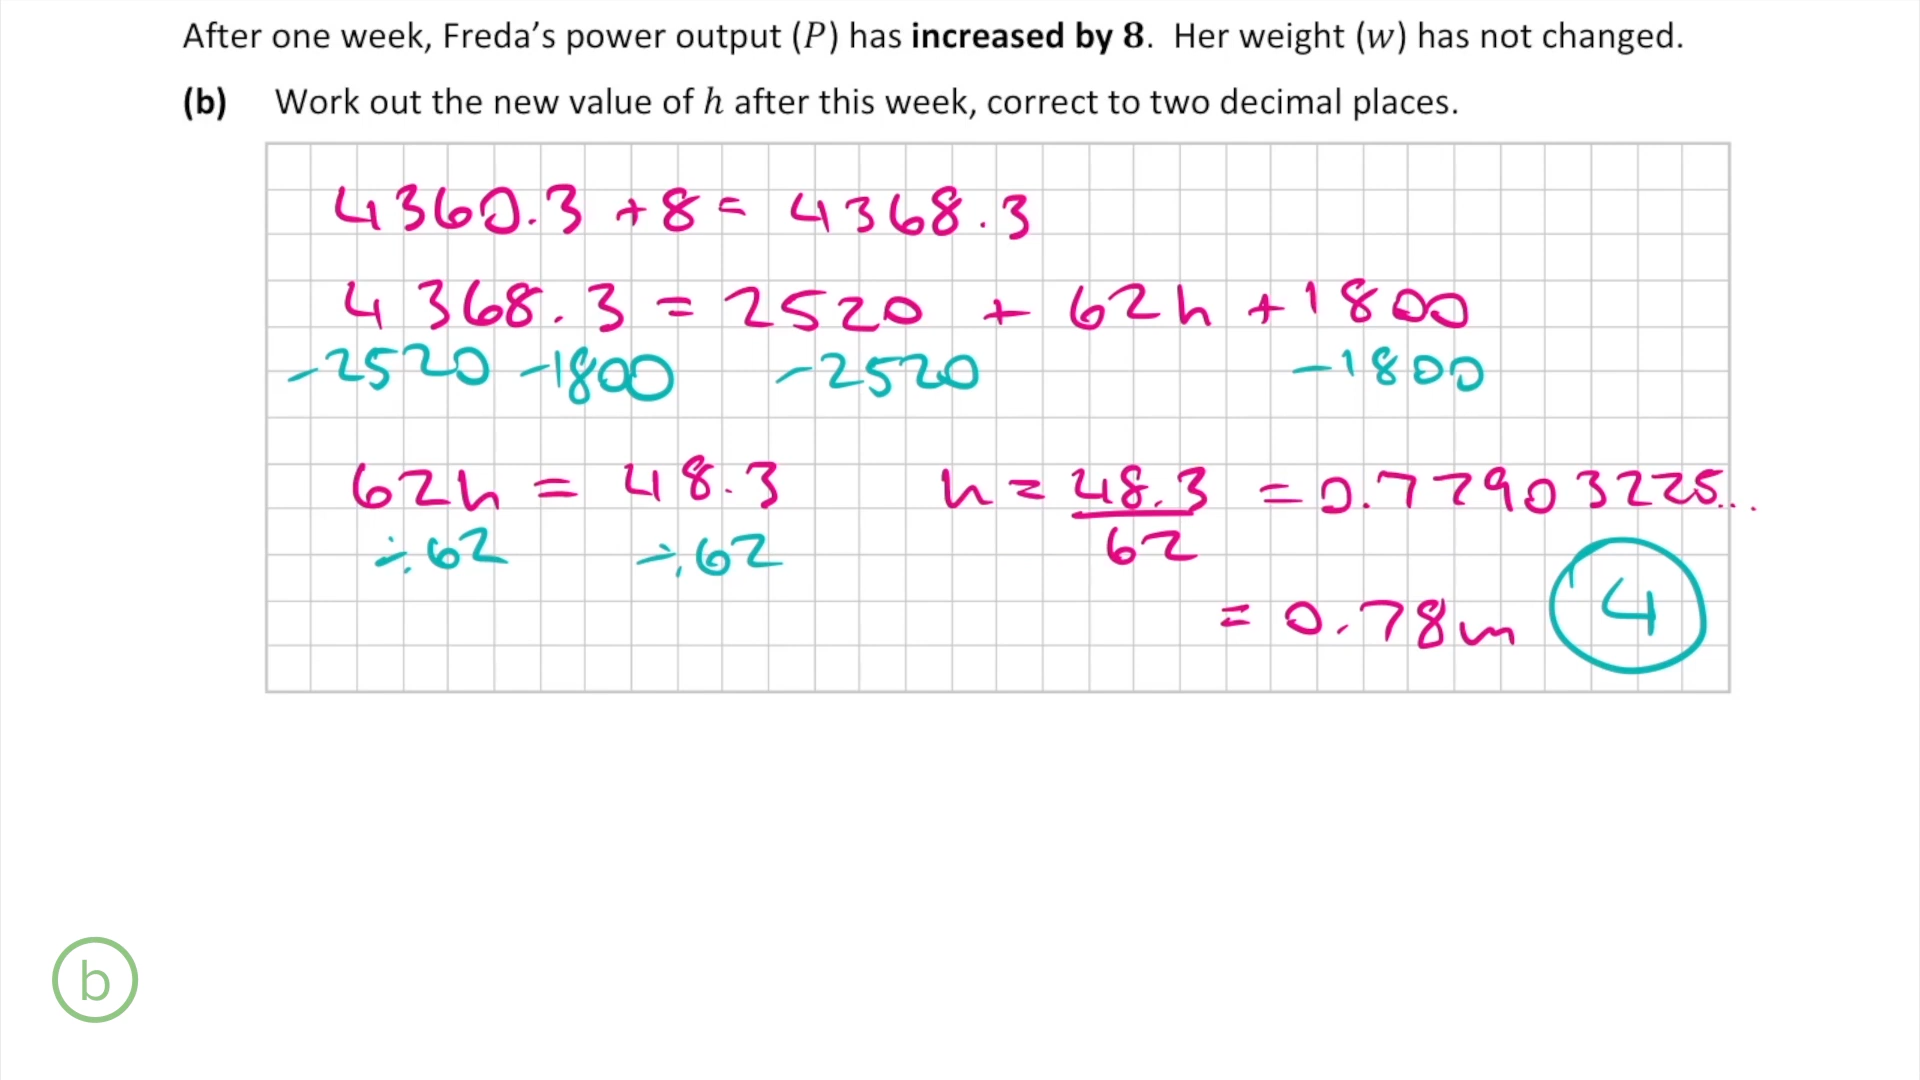 After one week, Freda’s power output (P) has increased by 8. Her weight (w) has not changed.
(b) Work out the new value of h after this week, correct to two decimal places.
4360.3 + 8 = 4368.3
4368.3 = 2520 + 62h + 1800
-2520 -1800 -2520 -1800
62h = 48.3 h = 48.3 = 0.77903225...
÷62 ÷62 62
= 0.78m 4
b